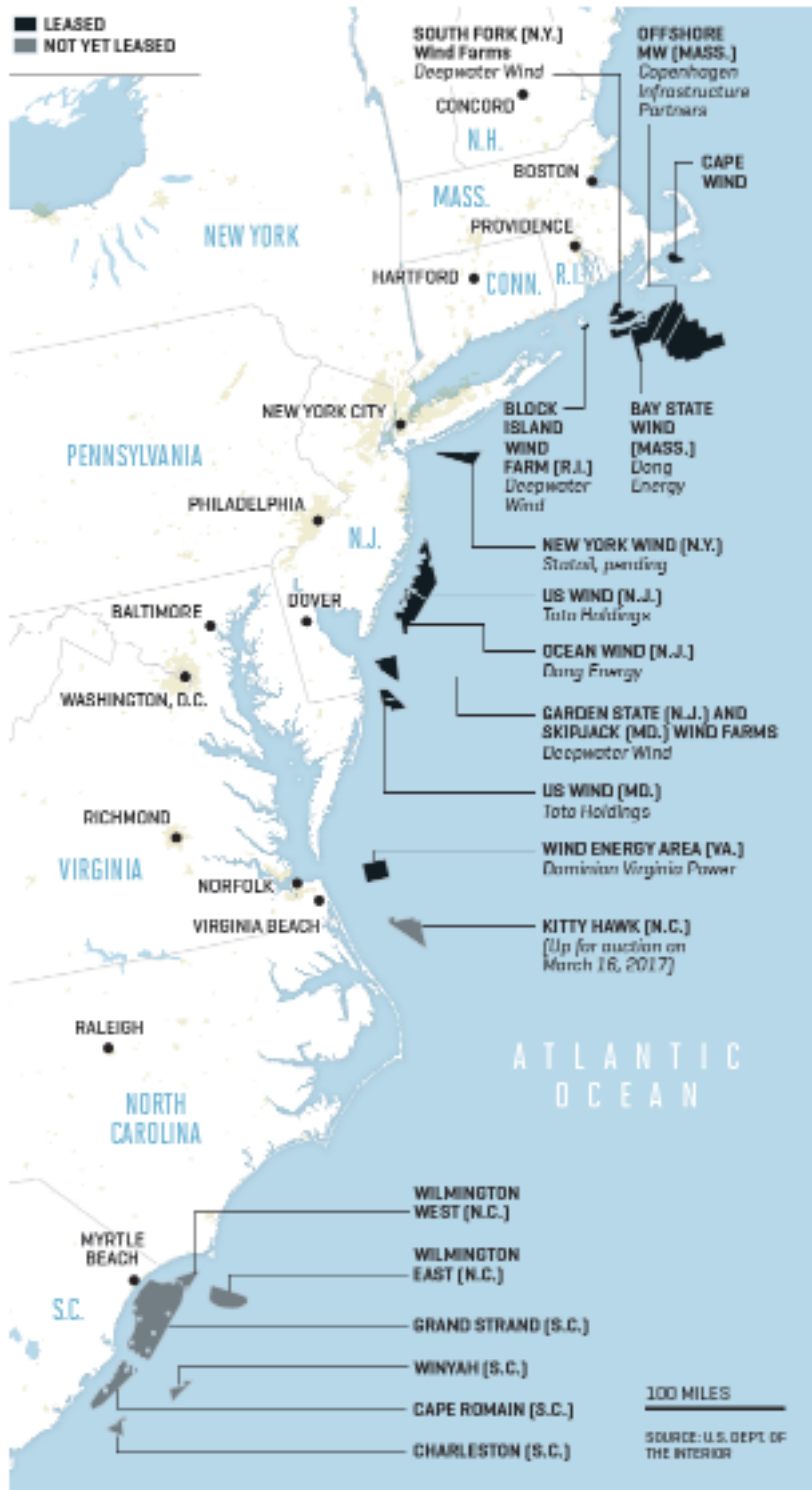 LEASED
NOT YET LEASED
SOUTH FORK (N.Y.)
Wind Farms
Deepwater Wind
OFFSHORE
MW (MASS.)
Copenhagen
Infrastructure
Partners
CONCORD
N.H.
BOSTON
CAPE
WIND
MASS.
PROVIDENCE
NEW YORK
HARTFORD
CONN.
R.I.
NEW YORK CITY
BLOCK
ISLAND
WIND
FARM (R.I.)
Deepwater
Wind
BAY STATE
WIND
(MASS.)
Dong
Energy
PENNSYLVANIA
PHILADELPHIA
N.J.
NEW YORK WIND (N.Y.)
Statoil, pending
US WIND (N.J.)
Tata Holdings
DOVER
BALTIMORE
OCEAN WIND (N.J.)
Dong Energy
WASHINGTON, D.C.
GARDEN STATE (N.J.) AND
SKIPJACK (MD.) WIND FARMS
Deepwater Wind
US WIND (MD.)
Toto Holdings
RICHMOND
VIRGINIA
WIND ENERGY AREA (VA.)
Dominion Virginia Power
NORFOLK
VIRGINIA BEACH
KITTY HAWK (N.C.)
(Up for auction on
March 16, 2017)
RALEIGH
ATLANTIC
OCEAN
NORTH
CAROLINA
WILMINGTON
WEST (N.C.)
MYRTLE
BEACH
WILMINGTON
EAST (N.C.)
S.C.
GRAND STRAND (S.C.)
WINYAH (S.C.)
100 MILES
CAPE ROMAIN (S.C.)
SOURCE: U.S. DEPT. OF
THE INTERIOR
CHARLESTON (S.C.)